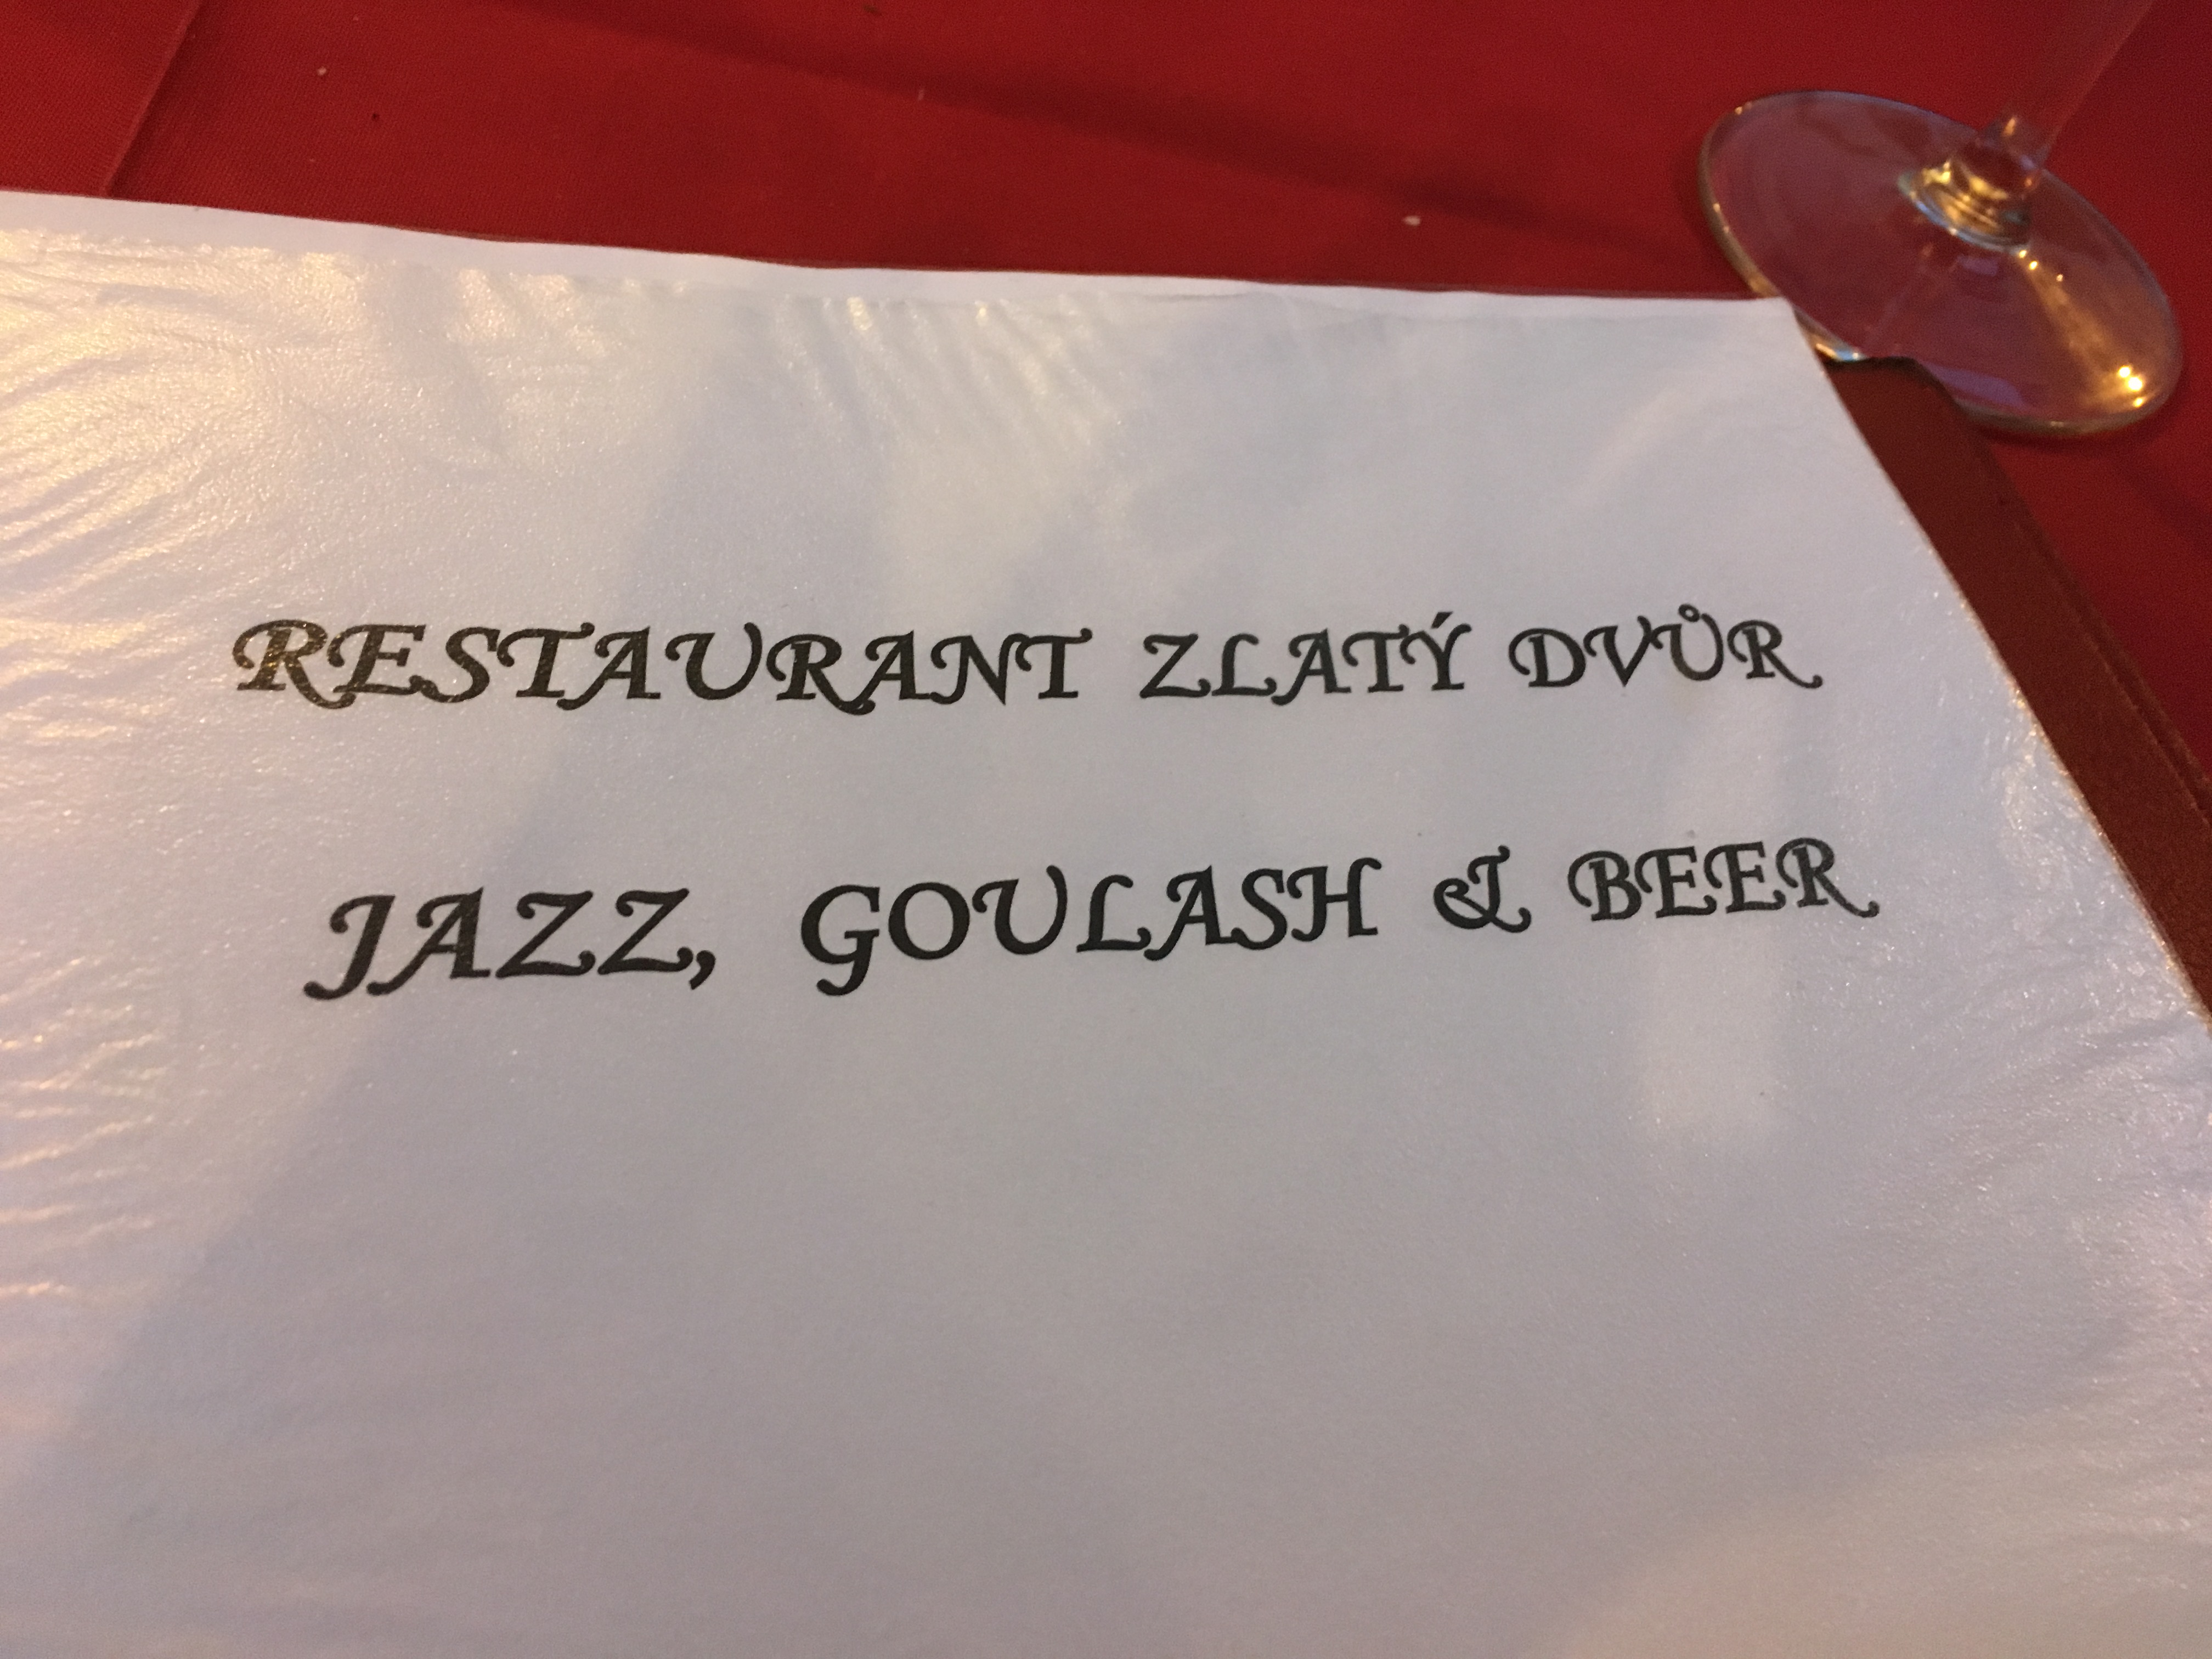 RESTAURANT ZLATÝ DVŮR
JAZZ, GOULASH & BEER